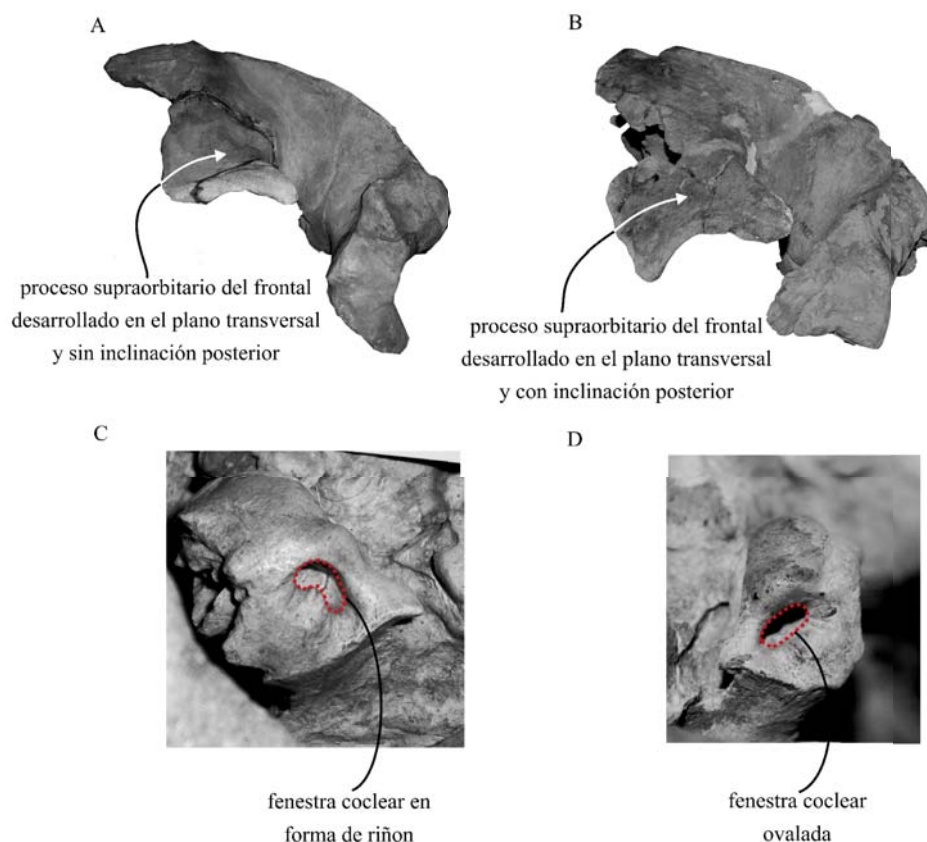 A
B
proceso supraorbitario del frontal
desarrollado en el plano transversal
y sin inclinación posterior
proceso supraorbitario del frontal
desarrollado en el plano transversal
y con inclinación posterior
C
D
fenestra coclear en
forma de riñon
fenestra coclear
ovalada